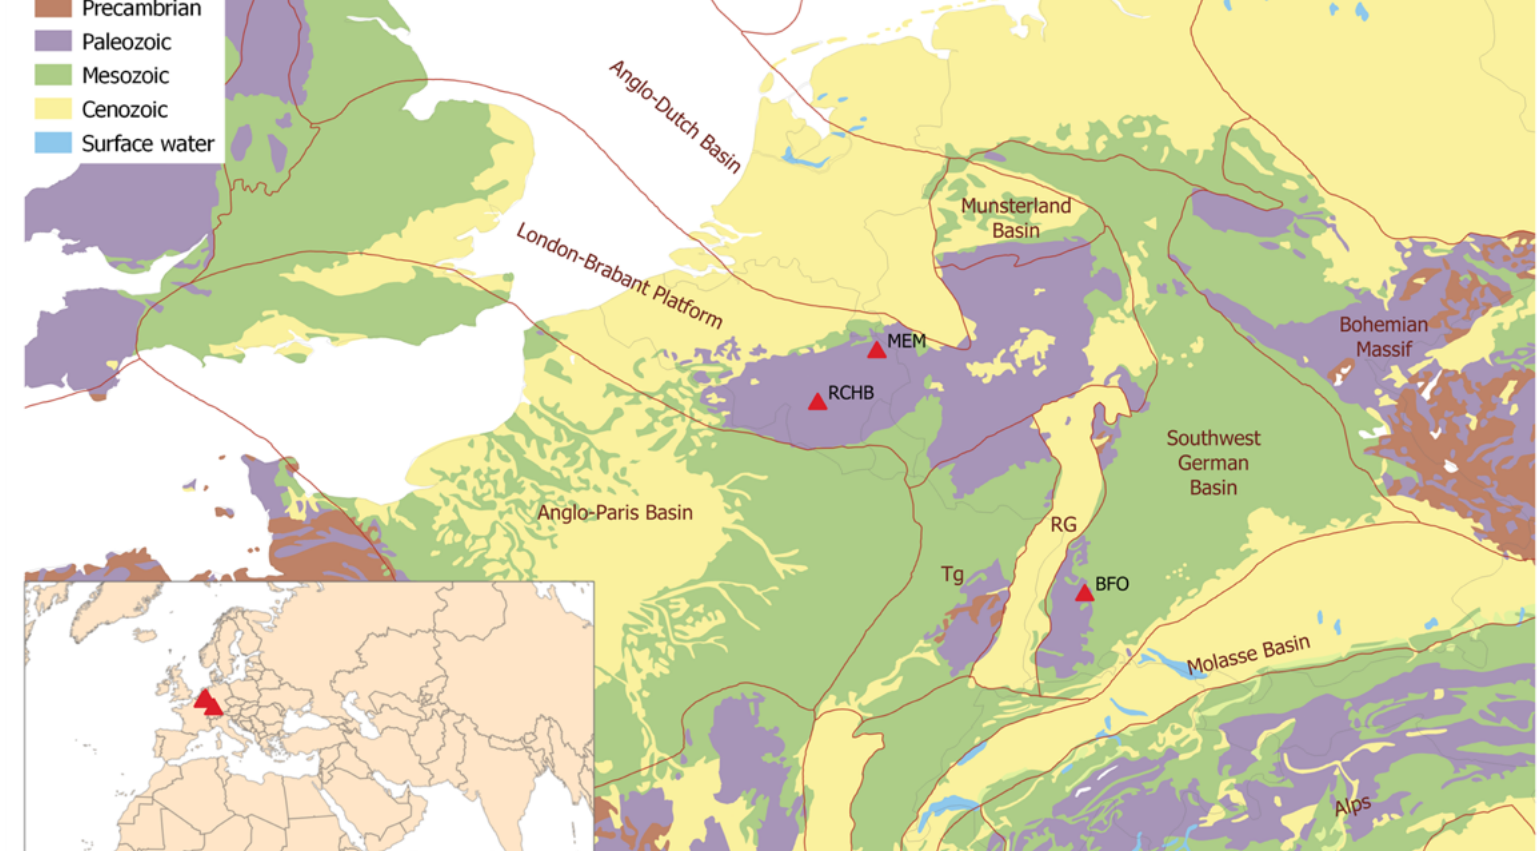 Precambrian
Paleozoic
Mesozoic
Cenozoic
Surface water
Anglo-Dutch Basin
London-Brabant Platform
Munsterland
Basin
MEM
RCHB
Bohemian
Massif
Southwest
German
Basin
Anglo-Paris Basin
RG
Tg
BFO
Molasse Basin
Alps